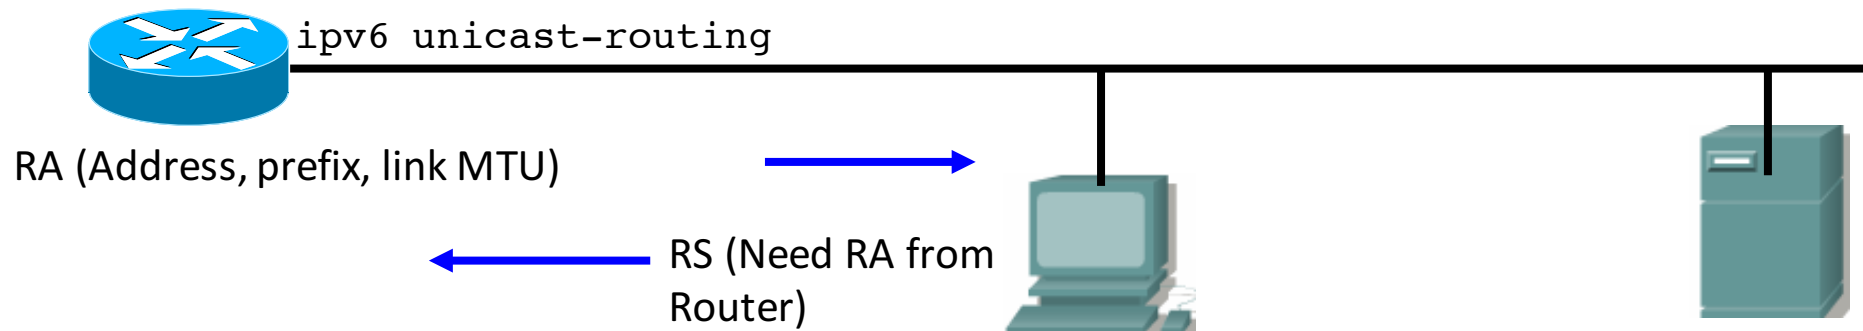 ipv6 unicast-routing
RA (Address, prefix, link MTU)
RS (Need RA from
Router)